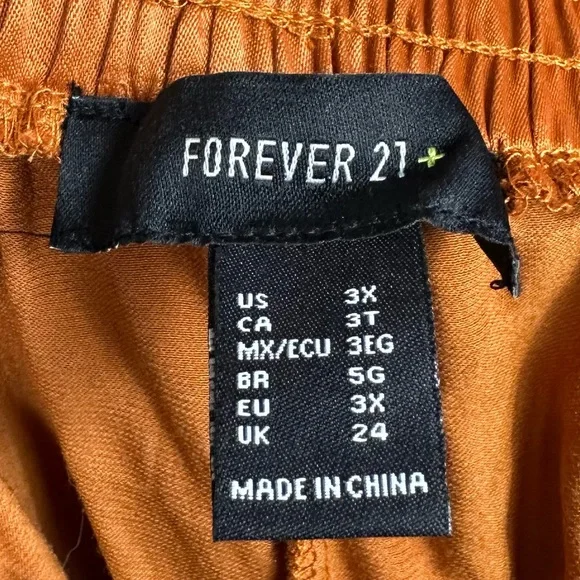 FOREVER 21+
US 3X
CA 3T
MX/ECU 3EG
BR 5G
EU 3X
UK 24
MADE IN CHINA